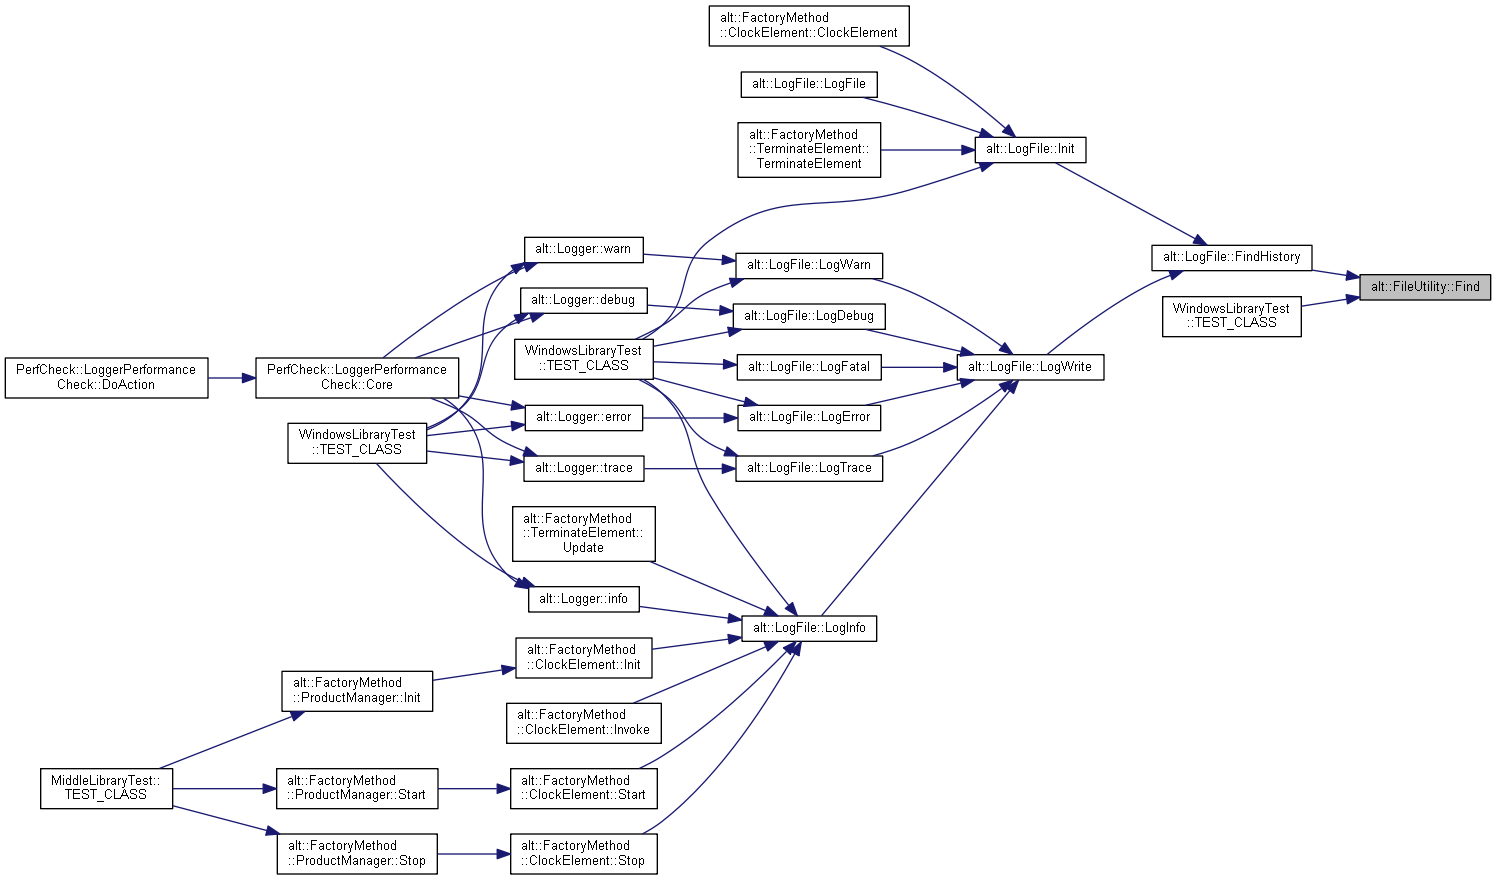 alt::FactoryMethod
::ClockElement::ClockElement
alt::LogFile::LogFile
alt::FactoryMethod
::TerminateElement::
TerminateElement
alt::LogFile::Init
alt::LogFile::FindHistory
alt::FileUtility::Find
WindowsLibraryTest
::TEST_CLASS
alt::Logger::warn
alt::LogFile::LogWarn
alt::Logger::debug
alt::LogFile::LogDebug
WindowsLibraryTest
::TEST_CLASS
alt::LogFile::LogFatal
alt::LogFile::LogWrite
PerfCheck::LoggerPerformance
Check::DoAction
PerfCheck::LoggerPerformance
Check::Core
alt::Logger::error
alt::LogFile::LogError
WindowsLibraryTest
::TEST_CLASS
alt::Logger::trace
alt::LogFile::LogTrace
alt::FactoryMethod
::TerminateElement::
Update
alt::Logger::info
alt::LogFile::LogInfo
alt::FactoryMethod
::ClockElement::Init
alt::FactoryMethod
::ProductManager::Init
alt::FactoryMethod
::ClockElement::Invoke
MiddleLibraryTest::
TEST_CLASS
alt::FactoryMethod
::ProductManager::Start
alt::FactoryMethod
::ClockElement::Start
alt::FactoryMethod
::ProductManager::Stop
alt::FactoryMethod
::ClockElement::Stop